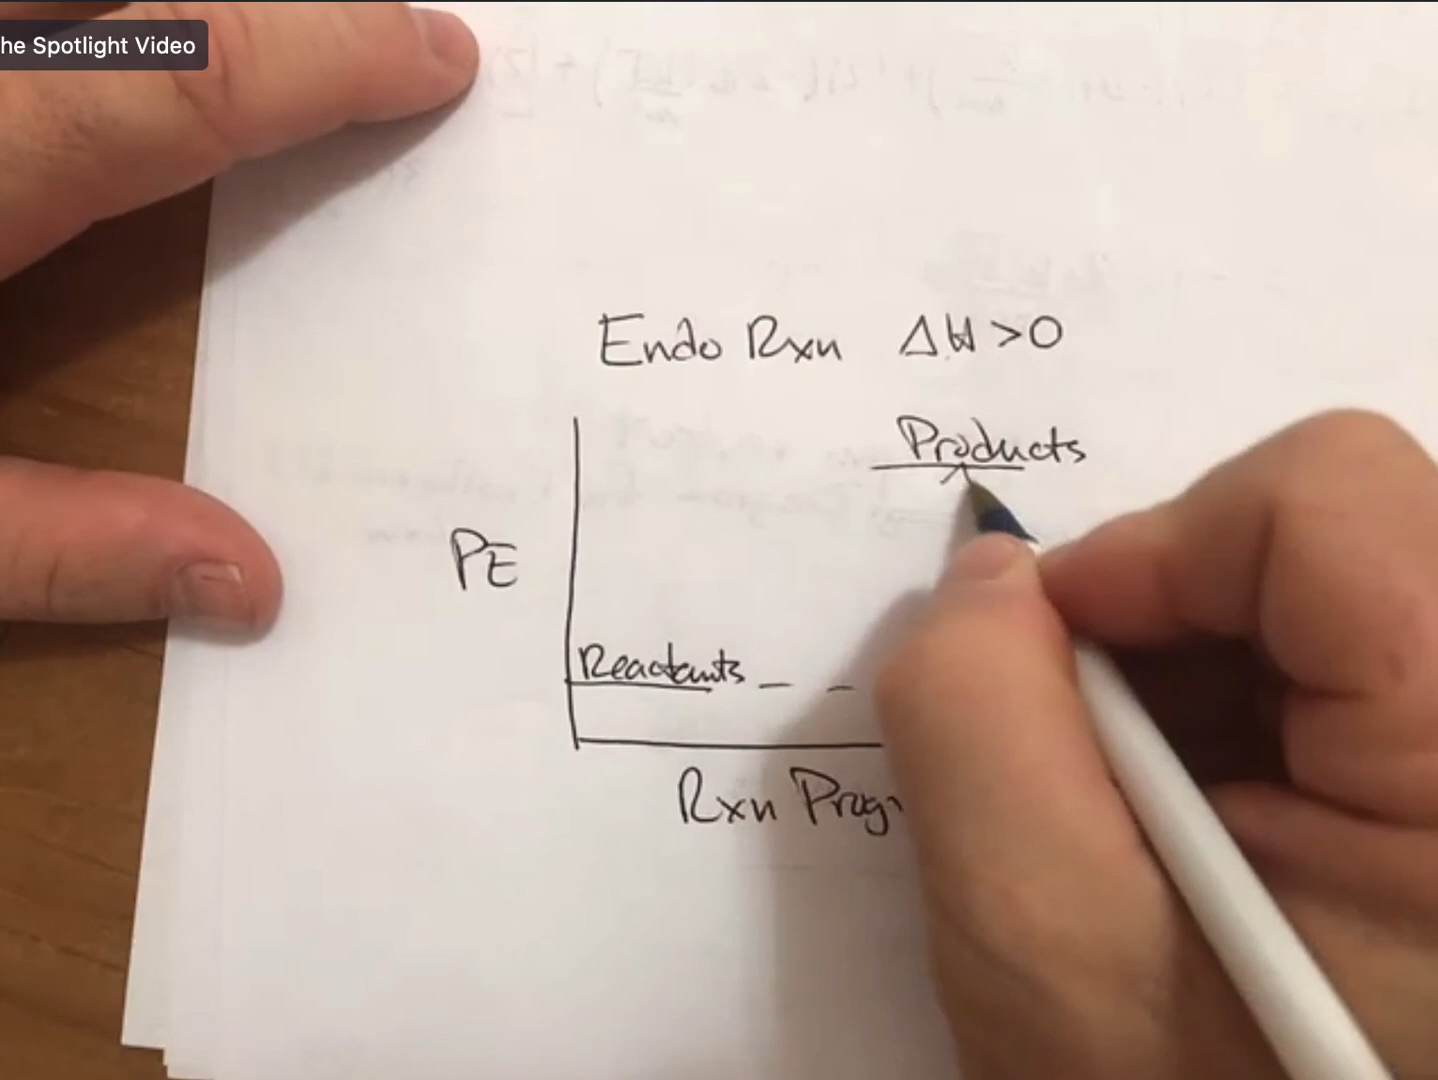 he Spotlight Video
Endo Rxn ΔH >0
Products
PE
Reactants
Rxn Prog